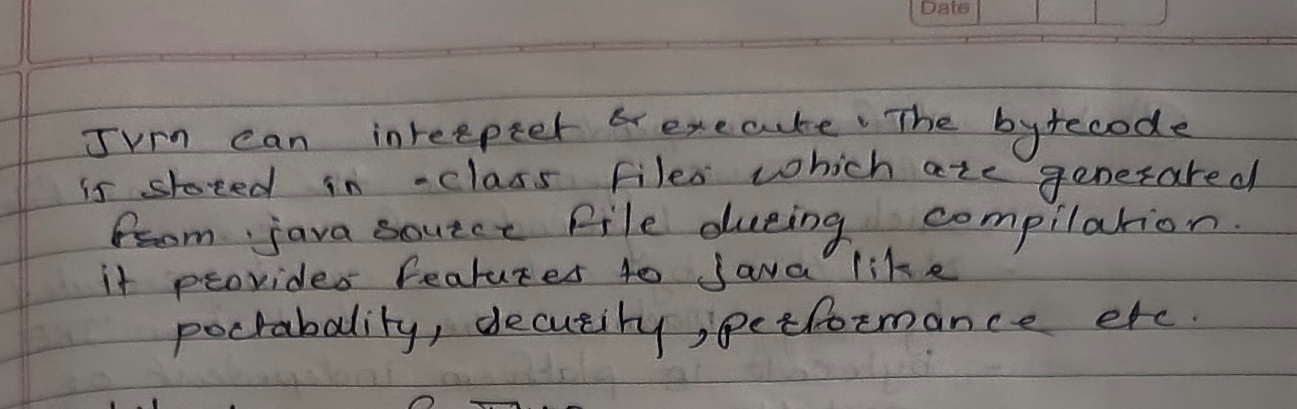 Date
JVM can interpret & execute. The bytecode
is stored in .class files which are generated
from .java source file during compilation.
it provides features to java like
portabality, security, performance etc.